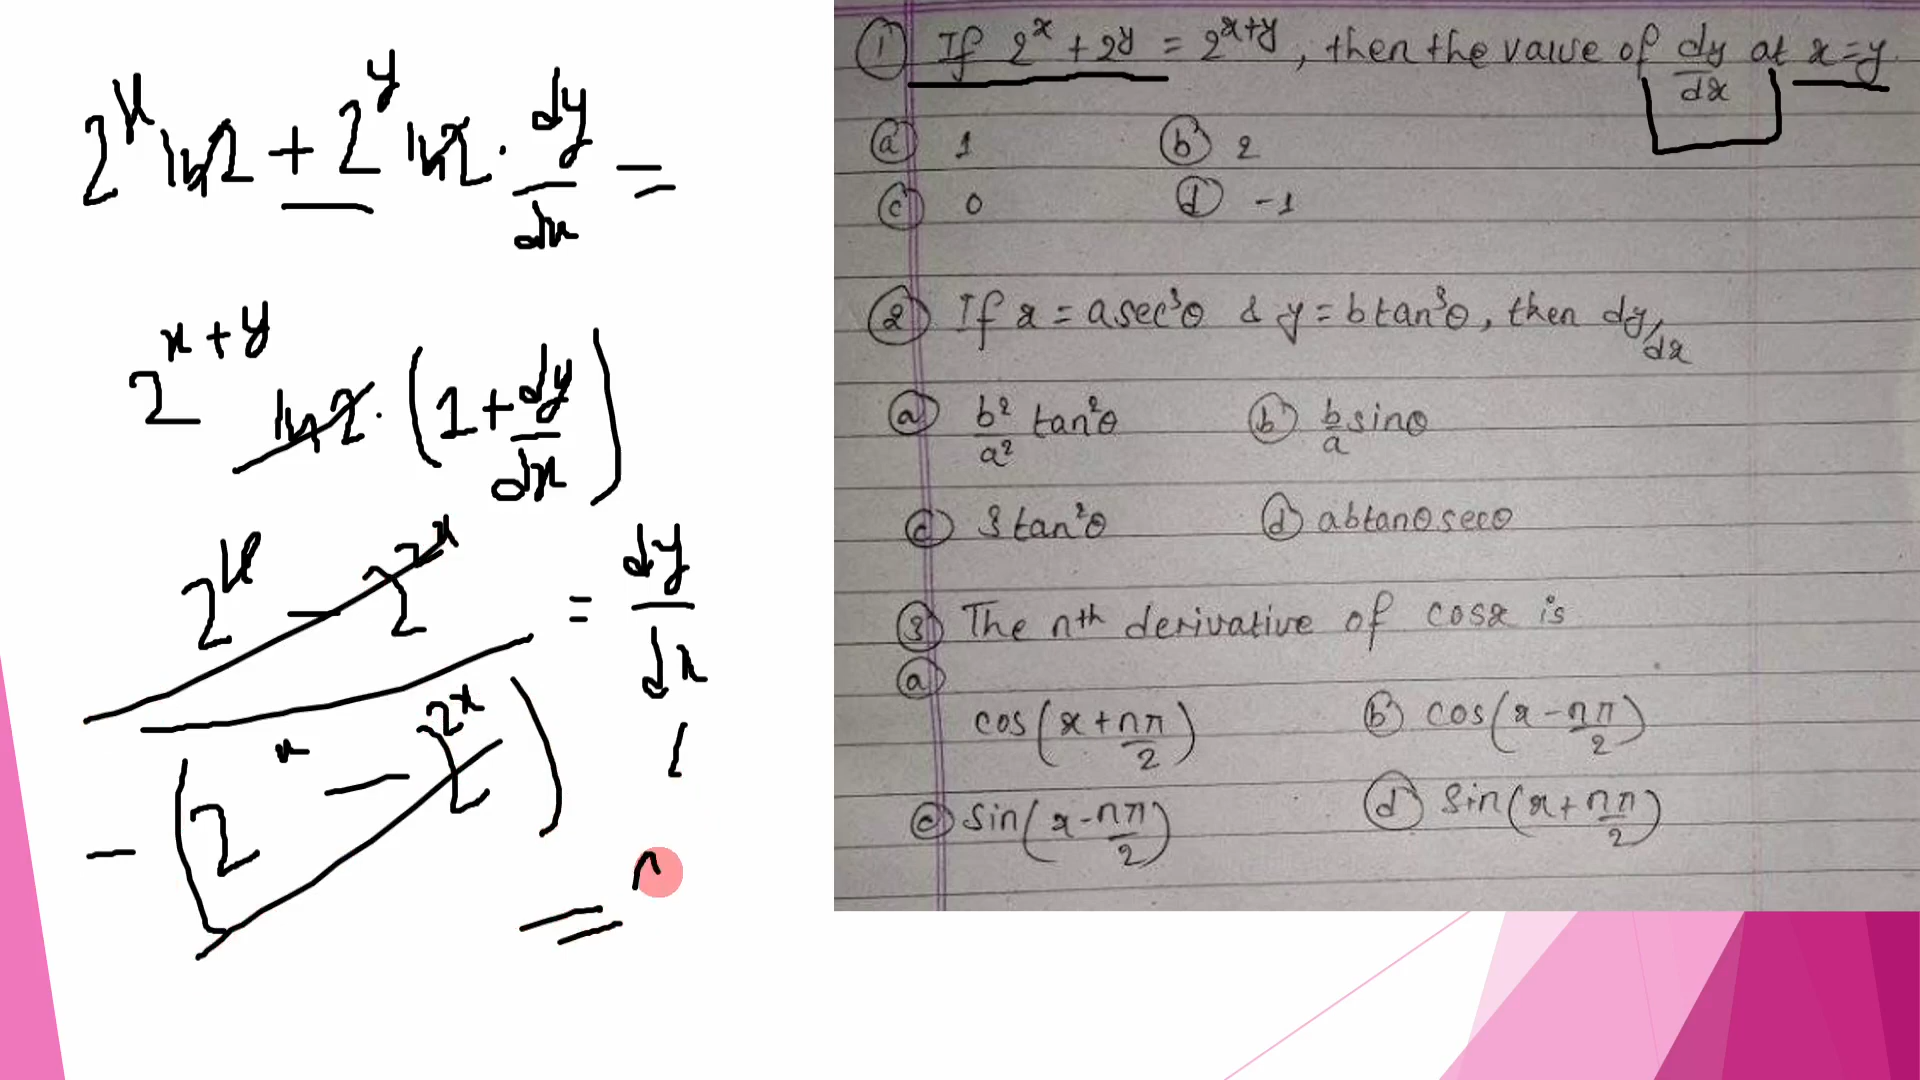 2^x ln2 + 2^y ln2 · dy/dx =
2^(x+y) ln2 · (1 + dy/dx)
2^x - 2^2x = dy/dx
- (2^x - 2^2x)
=
① If 2^x + 2^y = 2^(x+y), then the value of dy/dx at x=y.
ⓐ 1 ⓑ 2
ⓒ 0 ⓓ -1
② If x = a sec³θ & y = b tan³θ, then dy/dx
ⓐ b²/a² tan²θ ⓑ b/a sinθ
ⓒ 3 tan²θ ⓓ ab tanθ secθ
③ The nth derivative of cosx is
ⓐ
cos(x + nπ/2) ⓑ cos(x - nπ/2)
ⓒ sin(x - nπ/2) ⓓ sin(x + nπ/2)